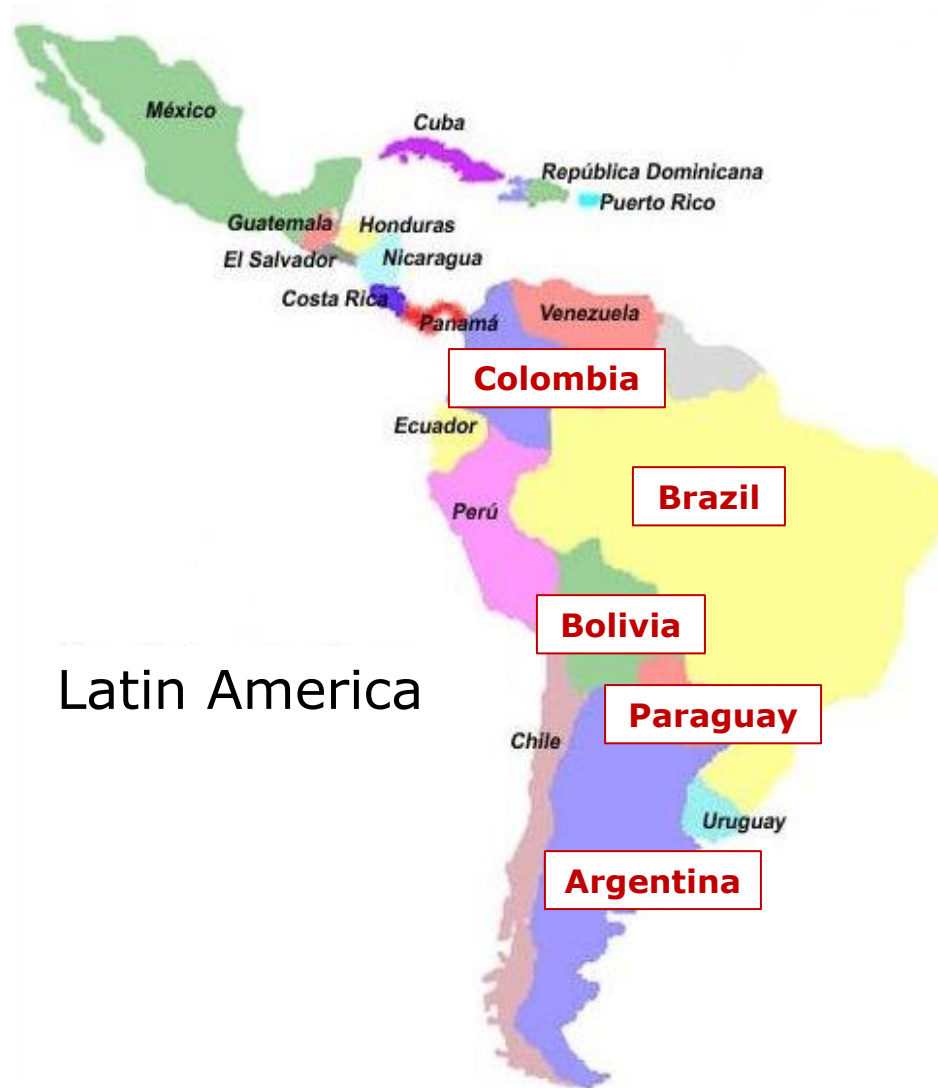 México
Cuba
República Dominicana
Puerto Rico
Guatemala
Honduras
El Salvador
Nicaragua
Costa Rica
Panamá
Venezuela
Colombia
Ecuador
Brazil
Perú
Bolivia
Latin America
Paraguay
Chile
Uruguay
Argentina